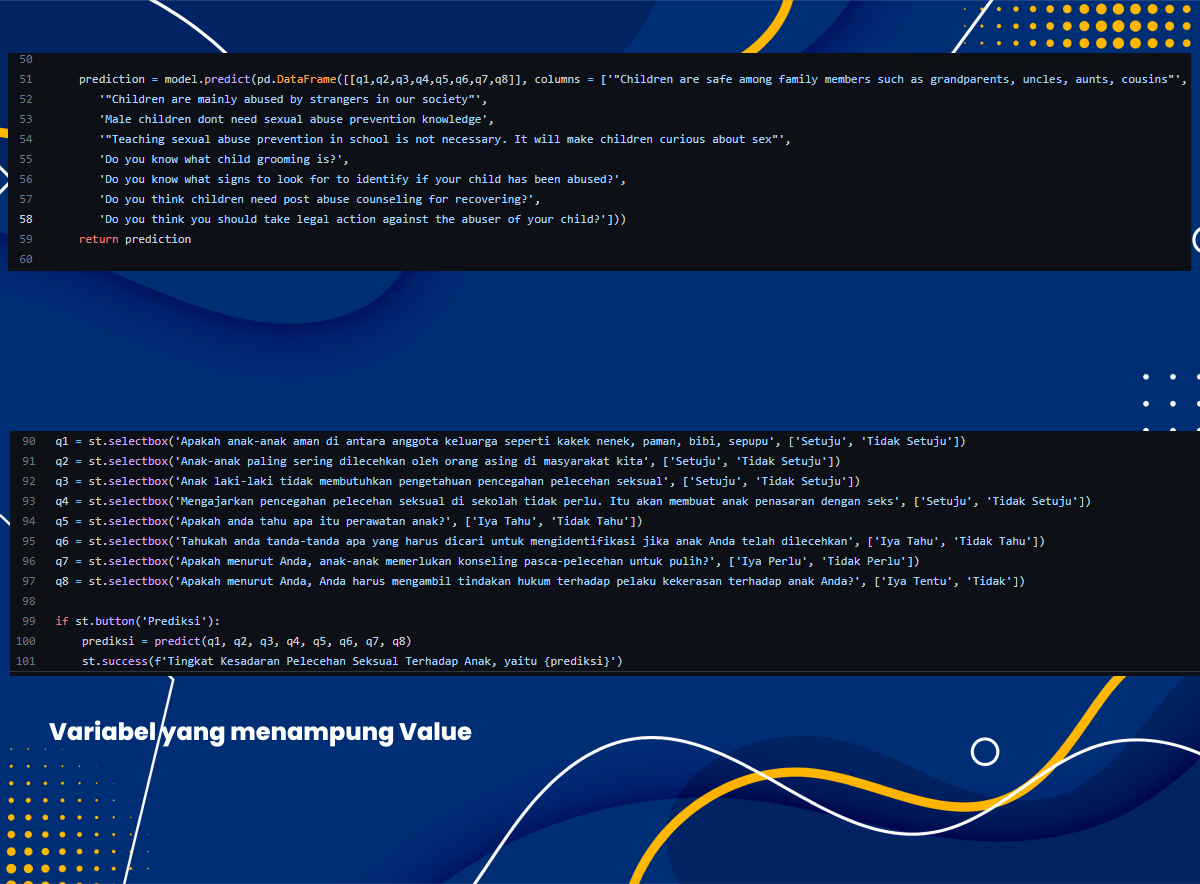 50
51 prediction = model.predict(pd.DataFrame([[q1,q2,q3,q4,q5,q6,q7,q8]], columns = ['"Children are safe among family members such as grandparents, uncles, aunts, cousins"',
52 '"Children are mainly abused by strangers in our society"',
53 'Male children dont need sexual abuse prevention knowledge',
54 '"Teaching sexual abuse prevention in school is not necessary. It will make children curious about sex"',
55 'Do you know what child grooming is?',
56 'Do you know what signs to look for to identify if your child has been abused?',
57 'Do you think children need post abuse counseling for recovering?',
58 'Do you think you should take legal action against the abuser of your child?']))
59 return prediction
60
90 q1 = st.selectbox('Apakah anak-anak aman di antara anggota keluarga seperti kakek nenek, paman, bibi, sepupu', ['Setuju', 'Tidak Setuju'])
91 q2 = st.selectbox('Anak-anak paling sering dilecehkan oleh orang asing di masyarakat kita', ['Setuju', 'Tidak Setuju'])
92 q3 = st.selectbox('Anak laki-laki tidak membutuhkan pengetahuan pencegahan pelecehan seksual', ['Setuju', 'Tidak Setuju'])
93 q4 = st.selectbox('Mengajarkan pencegahan pelecehan seksual di sekolah tidak perlu. Itu akan membuat anak penasaran dengan seks', ['Setuju', 'Tidak Setuju'])
94 q5 = st.selectbox('Apakah anda tahu apa itu perawatan anak?', ['Iya Tahu', 'Tidak Tahu'])
95 q6 = st.selectbox('Tahukah anda tanda-tanda apa yang harus dicari untuk mengidentifikasi jika anak Anda telah dilecehkan', ['Iya Tahu', 'Tidak Tahu'])
96 q7 = st.selectbox('Apakah menurut Anda, anak-anak memerlukan konseling pasca-pelecehan untuk pulih?', ['Iya Perlu', 'Tidak Perlu'])
97 q8 = st.selectbox('Apakah menurut Anda, Anda harus mengambil tindakan hukum terhadap pelaku kekerasan terhadap anak Anda?', ['Iya Tentu', 'Tidak'])
98
99 if st.button('Prediksi'):
100 prediksi = predict(q1, q2, q3, q4, q5, q6, q7, q8)
101 st.success(f'Tingkat Kesadaran Pelecehan Seksual Terhadap Anak, yaitu {prediksi}')
Variabel yang menampung Value